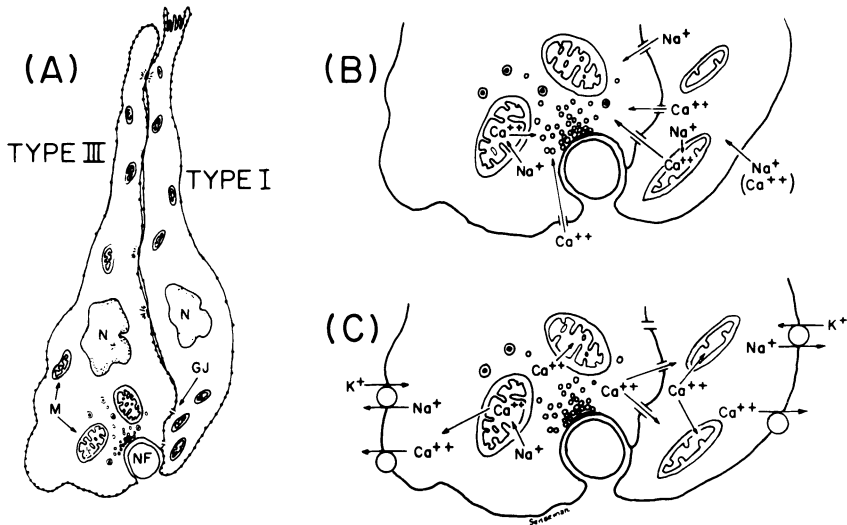 (A)
TYPE III
TYPE I
N
N
GJ
M
NF
(B)
Na⁺
Ca⁺⁺
Ca⁺⁺
Na⁺
Na⁺
Ca⁺⁺
Na⁺
(Ca⁺⁺)
Ca⁺⁺
(C)
K⁺
Na⁺
Ca⁺⁺
K⁺
Ca⁺⁺
Ca⁺⁺
Ca⁺⁺
Na⁺
Ca⁺⁺
Ca⁺⁺
Na⁺